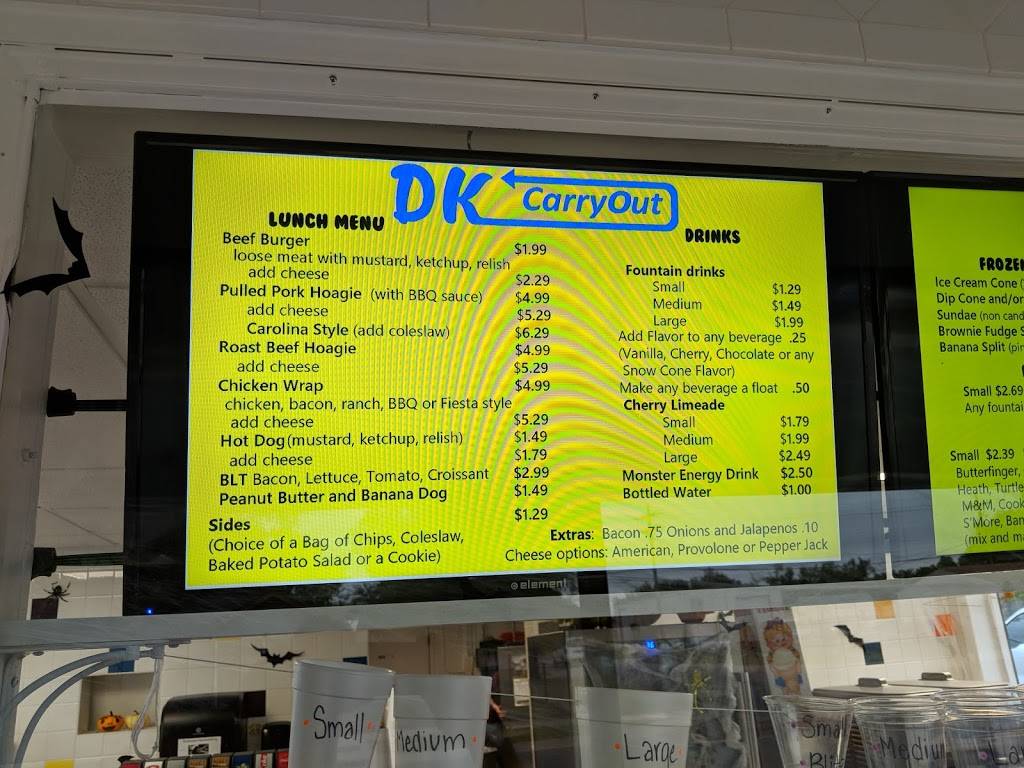 DK CarryOut
LUNCH MENU
Beef Burger $1.99
loose meat with mustard, ketchup, relish
add cheese $2.29
Pulled Pork Hoagie (with BBQ sauce) $4.99
add cheese $5.29
Carolina Style (add coleslaw) $6.29
Roast Beef Hoagie $4.99
add cheese $5.29
Chicken Wrap $4.99
chicken, bacon, ranch, BBQ or Fiesta style
add cheese $5.29
Hot Dog (mustard, ketchup, relish) $1.49
add cheese $1.79
BLT Bacon, Lettuce, Tomato, Croissant $2.99
Peanut Butter and Banana Dog $1.49
Sides $1.29
(Choice of a Bag of Chips, Coleslaw,
Baked Potato Salad or a Cookie)
DRINKS
Fountain drinks
Small $1.29
Medium $1.49
Large $1.99
Add Flavor to any beverage .25
(Vanilla, Cherry, Chocolate or any
Snow Cone Flavor)
Make any beverage a float .50
Cherry Limeade
Small $1.79
Medium $1.99
Large $2.49
Monster Energy Drink $2.50
Bottled Water $1.00
Extras: Bacon .75 Onions and Jalapenos .10
Cheese options: American, Provolone or Pepper Jack
element
Ice Cream Cone (
Dip Cone and/or
Sundae (non
Brownie Fudge
Banana Split
Small $2.69
Any
Small $2.39
Butterfinger,
Heath, Turtle
M&M,
S'More,
(mix and
Small
Medium
Large
Small